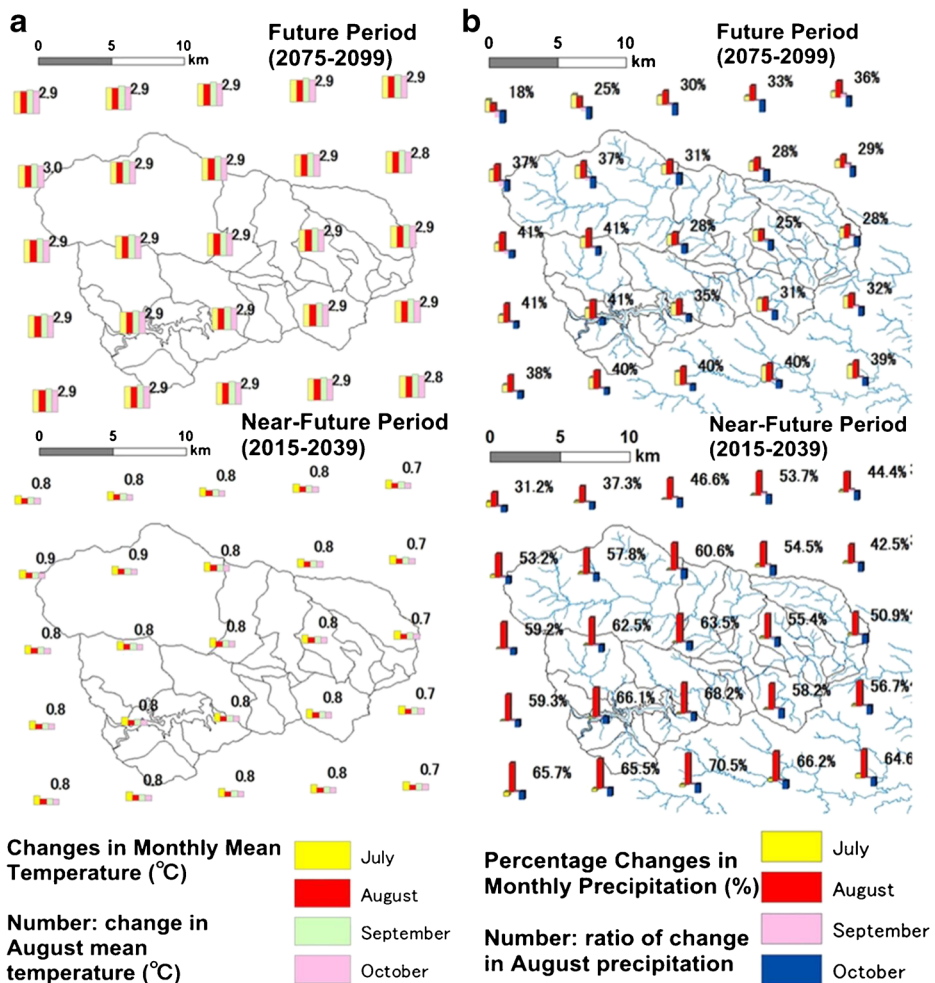 a
Future Period
(2075-2099)
0 5 10
km
2.9 2.9 2.9 2.9 2.9
3.0 2.9 2.9 2.9 2.8
2.9 2.9 2.9 2.9 2.9
2.9 2.9 2.9 2.9 2.9
2.9 2.9 2.9 2.9 2.8
Near-Future Period
(2015-2039)
0 5 10
km
0.8 0.8 0.8 0.8 0.7
0.9 0.9 0.8 0.8 0.7
0.8 0.8 0.8 0.8 0.7
0.8 0.8 0.8 0.8 0.7
0.8 0.8 0.8 0.8 0.7
Changes in Monthly Mean
Temperature (℃)
Number: change in
August mean
temperature (℃)
July
August
September
October
b
Future Period
(2075-2099)
0 5 10
km
18% 25% 30% 33% 36%
37% 37% 31% 28% 29%
41% 41% 28% 25% 28%
41% 41% 35% 31% 32%
38% 40% 40% 40% 39%
Near-Future Period
(2015-2039)
0 5 10
km
31.2% 37.3% 46.6% 53.7% 44.4%
53.2% 57.8% 60.6% 54.5% 42.5%
59.2% 62.5% 63.5% 55.4% 50.9%
59.3% 66.1% 68.2% 58.2% 56.7%
65.7% 65.5% 70.5% 66.2% 64.6
Percentage Changes in
Monthly Precipitation (%)
Number: ratio of change
in August precipitation
July
August
September
October